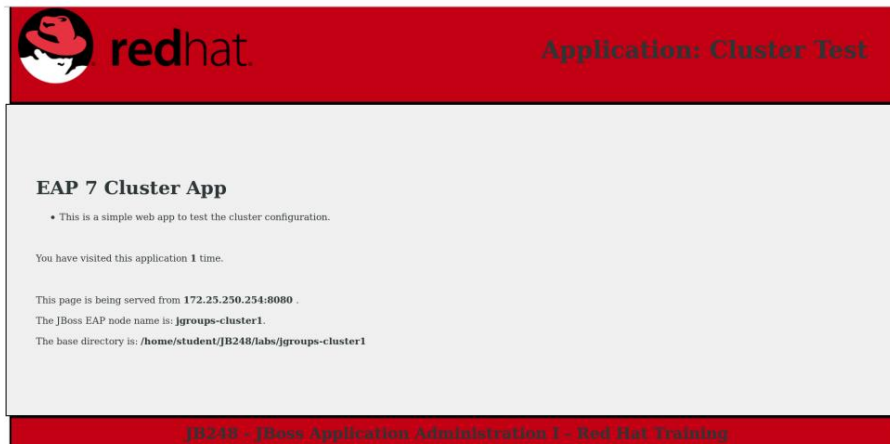 redhat.
Application: Cluster Test
EAP 7 Cluster App
• This is a simple web app to test the cluster configuration.
You have visited this application 1 time.
This page is being served from 172.25.250.254:8080 .
The JBoss EAP node name is: jgroups-cluster1.
The base directory is: /home/student/JB248/labs/jgroups-cluster1
JB248 - JBoss Application Administration I - Red Hat Training